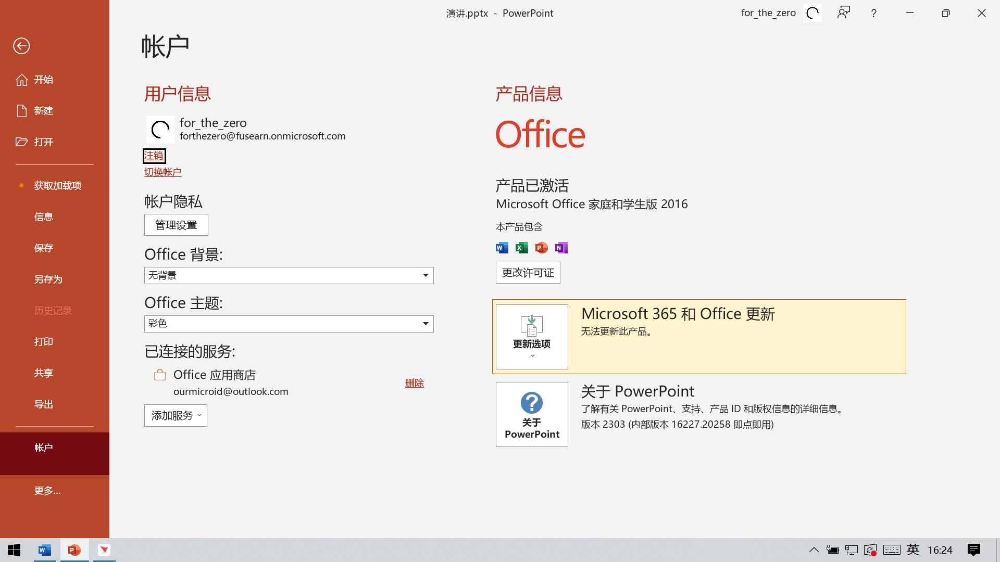 演讲.pptx - PowerPoint
for_the_zero
?
帐户
开始
新建
打开
获取加载项
信息
保存
另存为
历史记录
打印
共享
导出
帐户
更多...
用户信息
for_the_zero
forthezero@fusearn.onmicrosoft.com
注销
切换帐户
帐户隐私
管理设置
Office 背景:
无背景
Office 主题:
彩色
已连接的服务:
Office 应用商店
ourmicroid@outlook.com
删除
添加服务
产品信息
Office
产品已激活
Microsoft Office 家庭和学生版 2016
本产品包含
W X P N
更改许可证
更新选项
Microsoft 365 和 Office 更新
无法更新此产品。
关于
PowerPoint
关于 PowerPoint
了解有关 PowerPoint、支持、产品 ID 和版权信息的详细信息。
版本 2303 (内部版本 16227.20258 即点即用)
W P
英 16:24